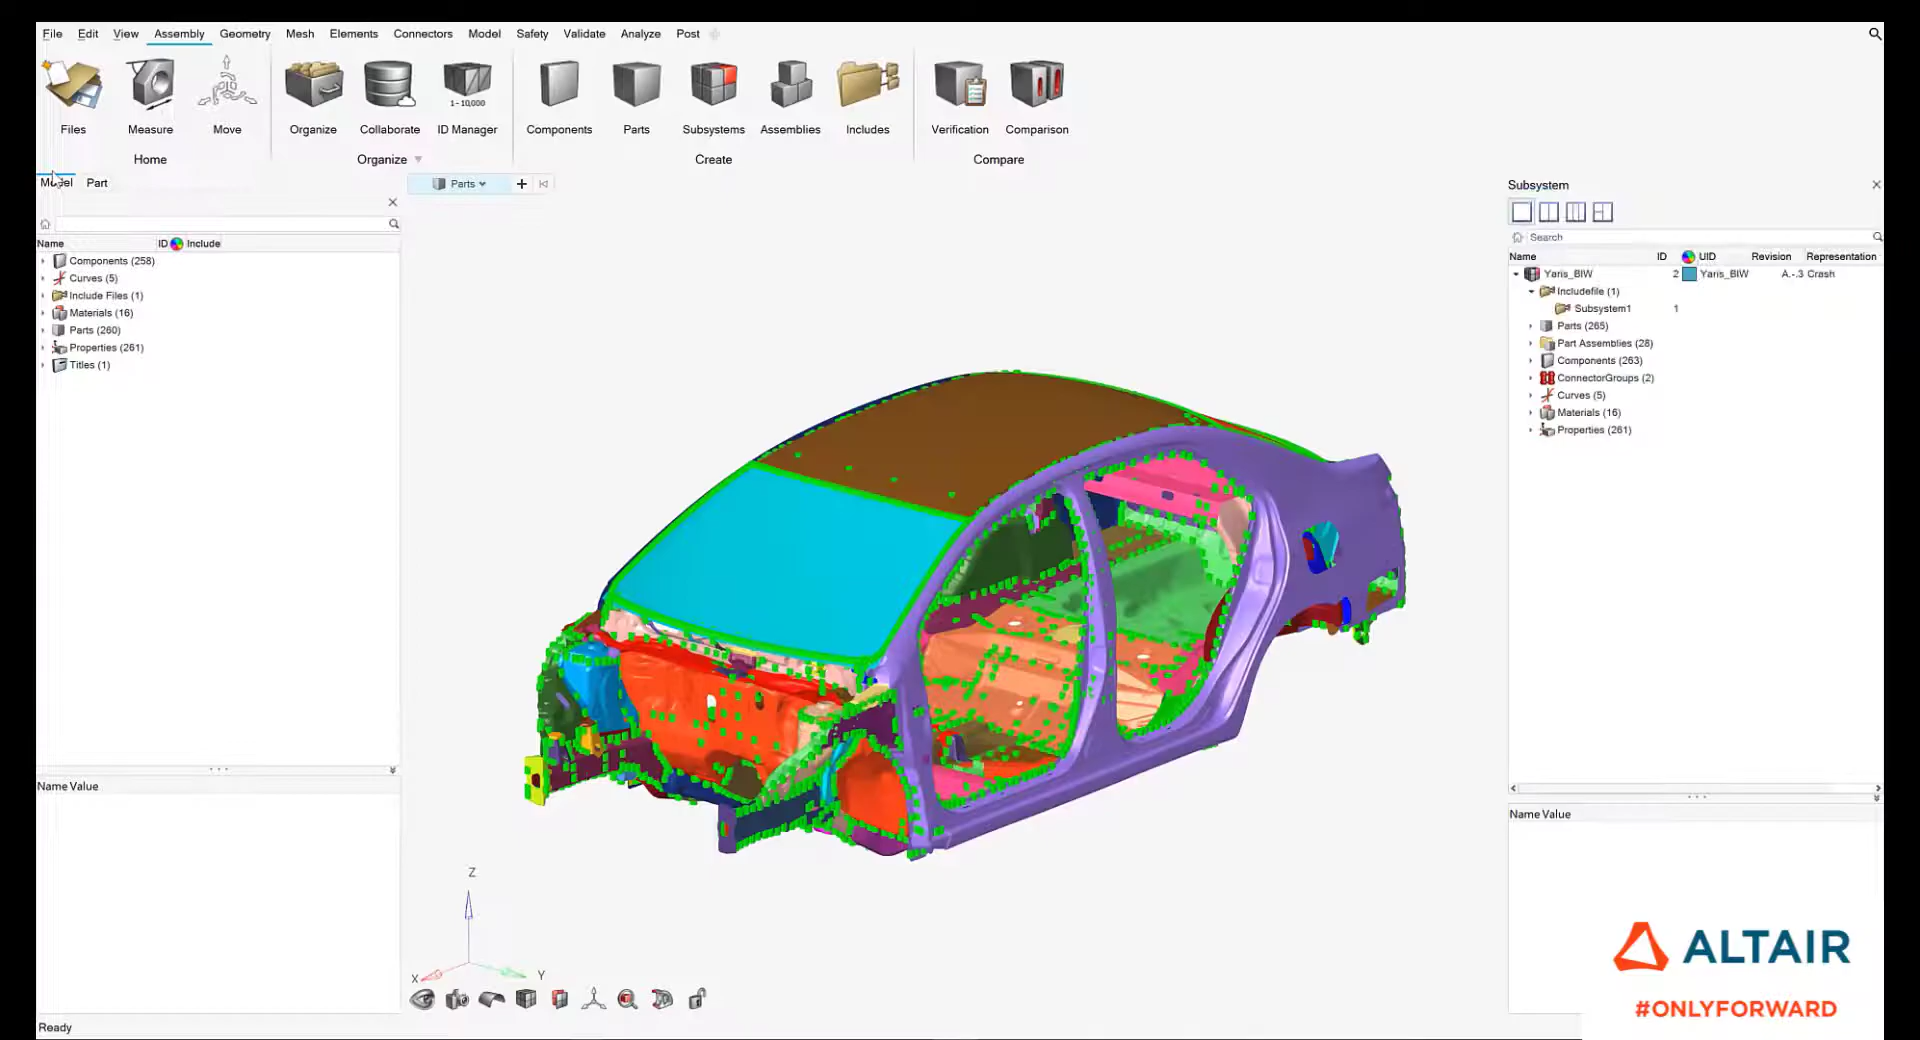 File Edit View Assembly Geometry Mesh Elements Connectors Model Safety Validate Analyze Post
1-10,000
Files Measure Move Organize Collaborate ID Manager Components Parts Subsystems Assemblies Includes Verification Comparison
Home Organize Create Compare
Model Part
Parts
Name ID Include
Components (258)
Curves (5)
Include Files (1)
Materials (16)
Parts (260)
Properties (261)
Titles (1)
Name Value
Z
X
Y
Subsystem
Search
Name ID UID Revision Representation
Yaris_BIW 2 Yaris_BIW A.-.3 Crash
Includefile (1)
Subsystem1 1
Parts (265)
Part Assemblies (28)
Components (263)
ConnectorGroups (2)
Curves (5)
Materials (16)
Properties (261)
Name Value
ALTAIR
#ONLYFORWARD
Ready